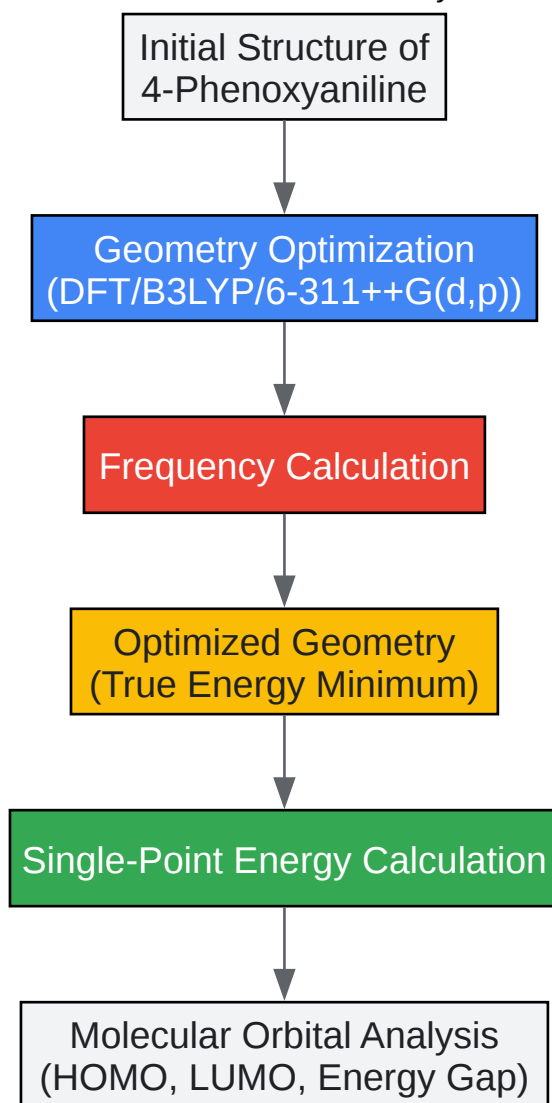 Initial Structure of
4-Phenoxyaniline
Geometry Optimization
(DFT/B3LYP/6-311++G(d,p))
Frequency Calculation
Optimized Geometry
(True Energy Minimum)
Single-Point Energy Calculation
Molecular Orbital Analysis
(HOMO, LUMO, Energy Gap)